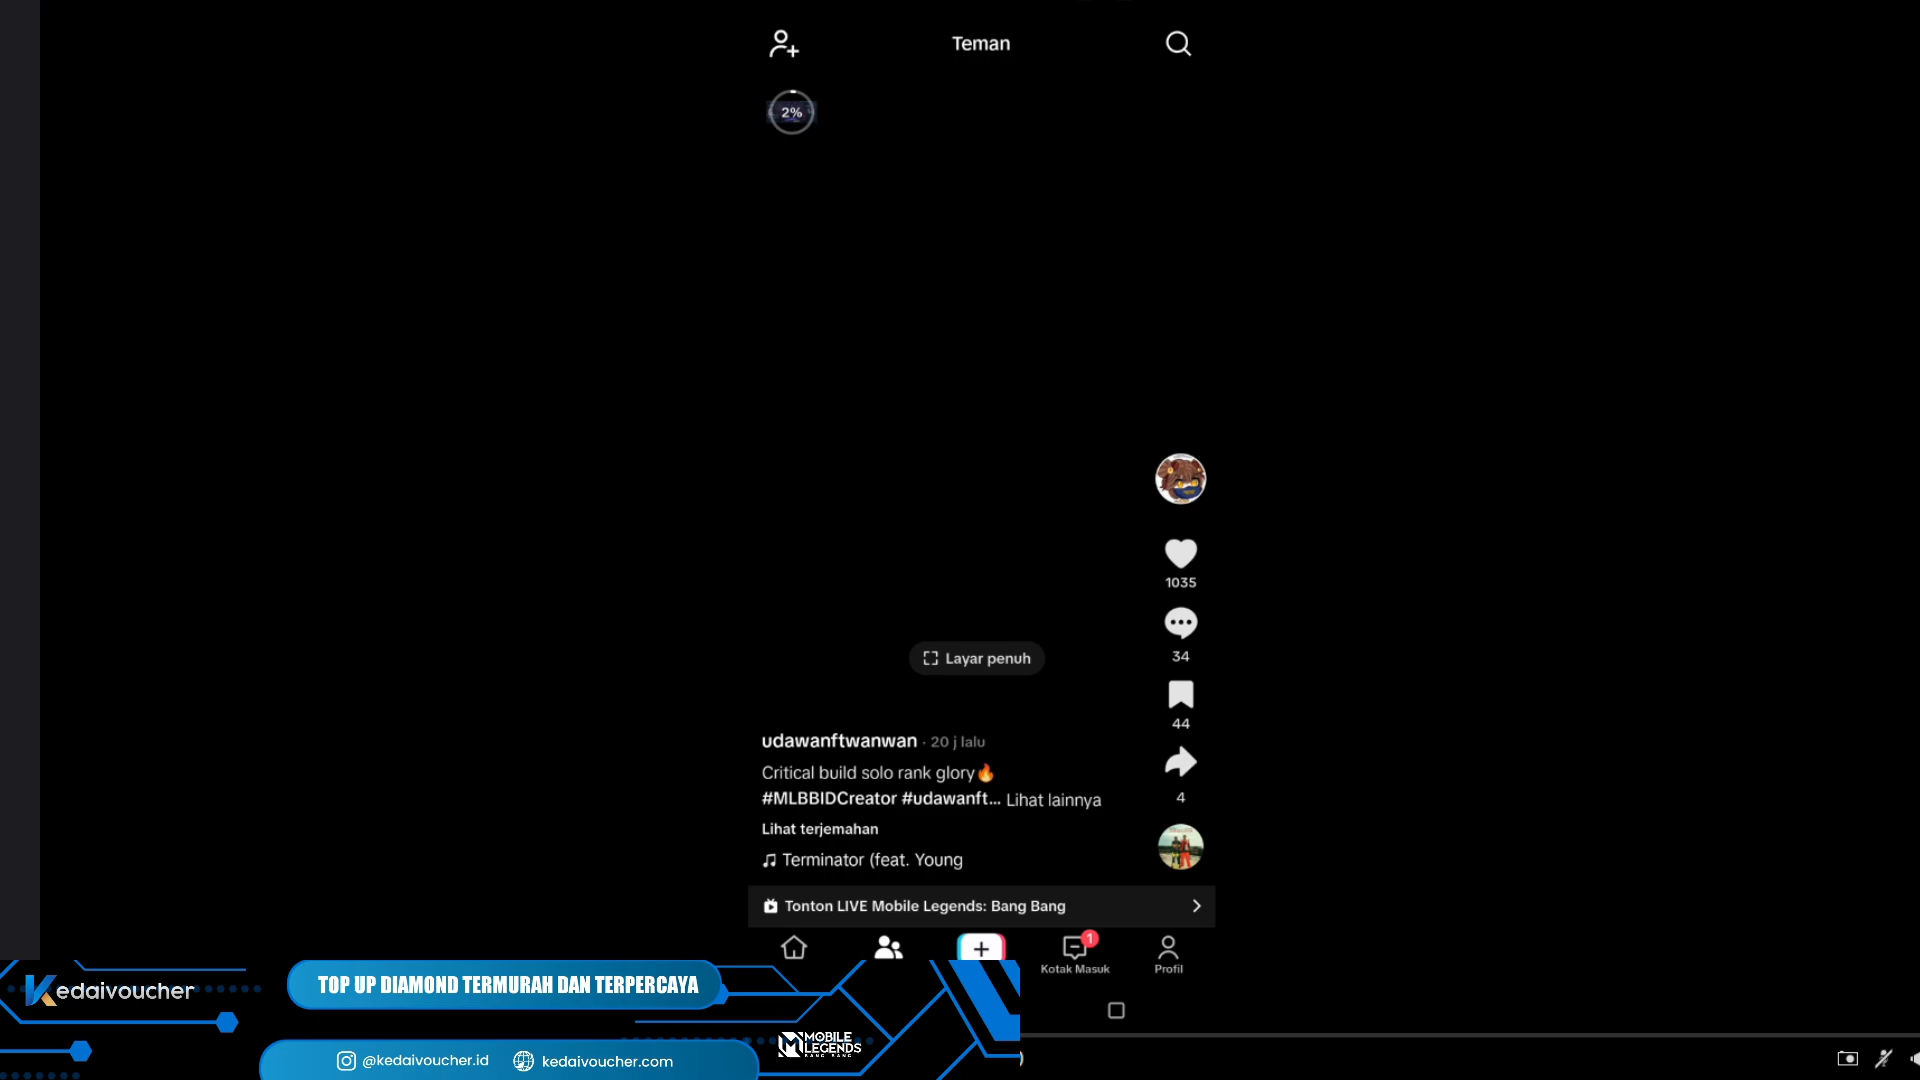 Teman
2%
1035
34
Layar penuh
44
udawanftwanwan · 20 j lalu
Critical build solo rank glory🔥
#MLBBIDCreator #udawanft... Lihat lainnya
4
Lihat terjemahan
Terminator (feat. Young
Tonton LIVE Mobile Legends: Bang Bang
1
Kotak Masuk
Profil
Kedaivoucher
TOP UP DIAMOND TERMURAH DAN TERPERCAYA
MOBILE
LEGENDS
BANG BANG
@kedaivoucher.id
kedaivoucher.com